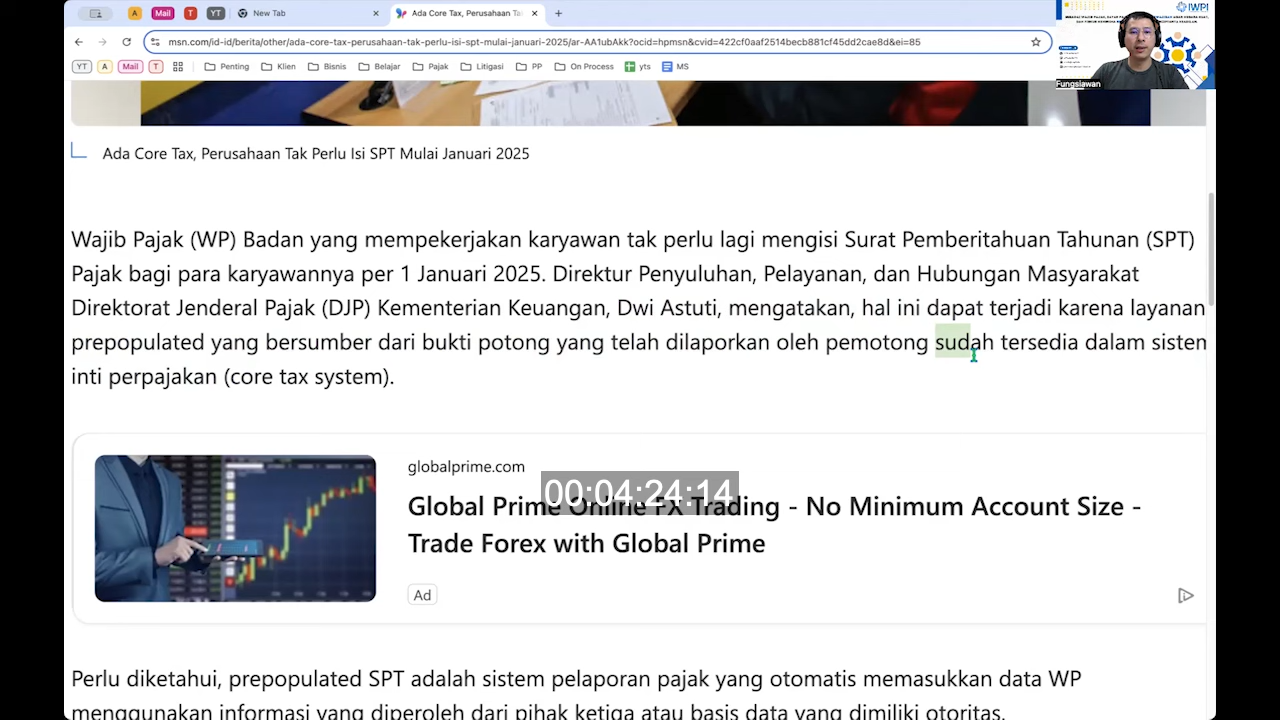 A
Mail
T
YT
New Tab
Ada Core Tax, Perusahaan Ta
msn.com/id-id/berita/other/ada-core-tax-perusahaan-tak-perlu-isi-spt-mulai-januari-2025/ar-AA1ubAkk?ocid=hpmsn&cvid=422cf0aaf2514becb881cf45dd2cae8d&ei=85
YT
A
Mail
T
Penting
Klien
Bisnis
Belajar
Pajak
Litigasi
PP
On Process
yts
MS
IWPI
Fungsiawan
Ada Core Tax, Perusahaan Tak Perlu Isi SPT Mulai Januari 2025
Wajib Pajak (WP) Badan yang mempekerjakan karyawan tak perlu lagi mengisi Surat Pemberitahuan Tahunan (SPT)
Pajak bagi para karyawannya per 1 Januari 2025. Direktur Penyuluhan, Pelayanan, dan Hubungan Masyarakat
Direktorat Jenderal Pajak (DJP) Kementerian Keuangan, Dwi Astuti, mengatakan, hal ini dapat terjadi karena layanan
prepopulated yang bersumber dari bukti potong yang telah dilaporkan oleh pemotong sudah tersedia dalam sistem
inti perpajakan (core tax system).
globalprime.com
00:04:24:14
Global Prime Online FX Trading - No Minimum Account Size -
Trade Forex with Global Prime
Ad
Perlu diketahui, prepopulated SPT adalah sistem pelaporan pajak yang otomatis memasukkan data WP
menggunakan informasi yang diperoleh dari pihak ketiga atau basis data yang dimiliki otoritas.